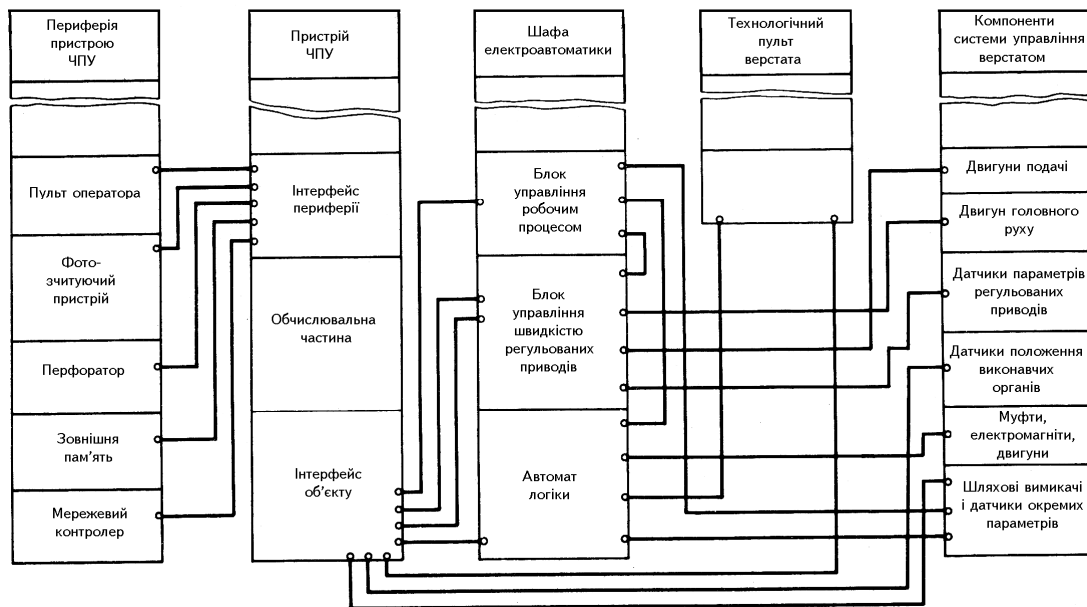 Периферія
пристрою
ЧПУ
Пульт оператора
Фото-
зчитуючий
пристрій
Перфоратор
Зовнішня
пам'ять
Мережевий
контролер
Пристрій
ЧПУ
Інтерфейс
периферії
Обчислювальна
частина
Інтерфейс
об'єкту
Шафа
електроавтоматики
Блок
управління
робочим
процесом
Блок
управління
швидкістю
регульованих
приводів
Автомат
логіки
Технологічний
пульт
верстата
Компоненти
системи управління
верстатом
Двигуни подачі
Двигун головного
руху
Датчики параметрів
регульованих
приводів
Датчики положення
виконавчих
органів
Муфти,
електромагніти,
двигуни
Шляхові вимикачі
і датчики окремих
параметрів